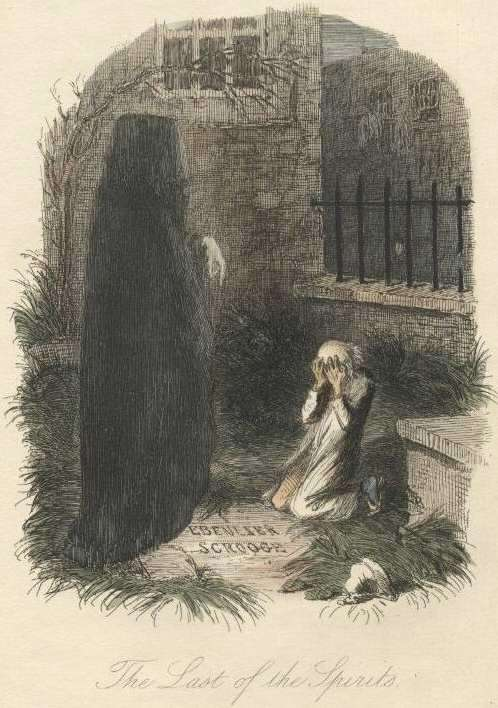 EBENEZER
SCROOGE
The Last of the Spirits.